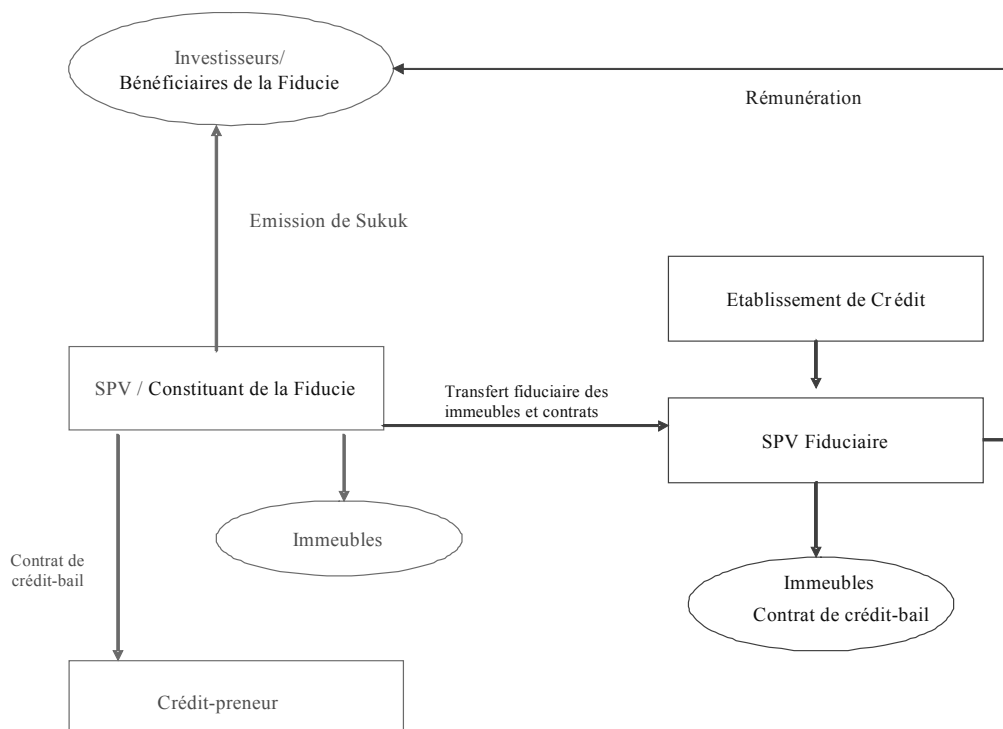 Investisseurs/
Bénéficiaires de la Fiducie
Rémunération
Emission de Sukuk
Etablissement de Crédit
SPV / Constituant de la Fiducie
Transfert fiduciaire des
immeubles et contrats
SPV Fiduciaire
Immeubles
Contrat de
crédit-bail
Immeubles
Contrat de crédit-bail
Crédit-preneur